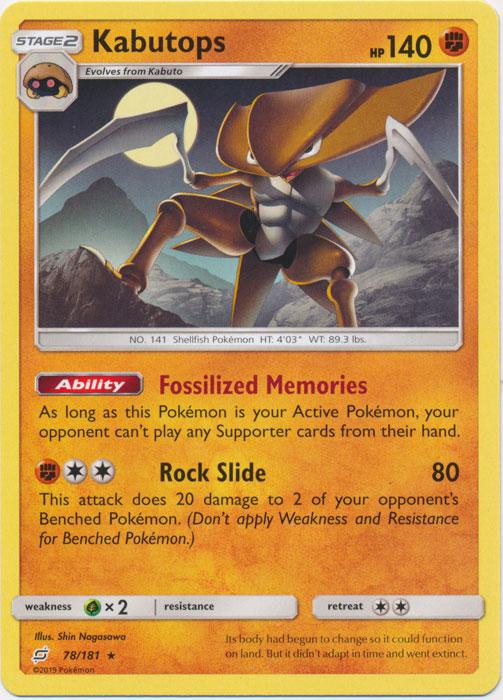 STAGE2 Kabutops HP 140
Evolves from Kabuto
NO. 141 Shellfish Pokémon HT: 4'03" WT: 89.3 lbs.
Ability Fossilized Memories
As long as this Pokémon is your Active Pokémon, your
opponent can't play any Supporter cards from their hand.
Rock Slide 80
This attack does 20 damage to 2 of your opponent's
Benched Pokémon. (Don't apply Weakness and Resistance
for Benched Pokémon.)
weakness ×2 resistance retreat
Illus. Shin Nagasawa
78/181 ★
©2019 Pokémon
Its body had begun to change so it could function
on land. But it didn't adapt in time and went extinct.